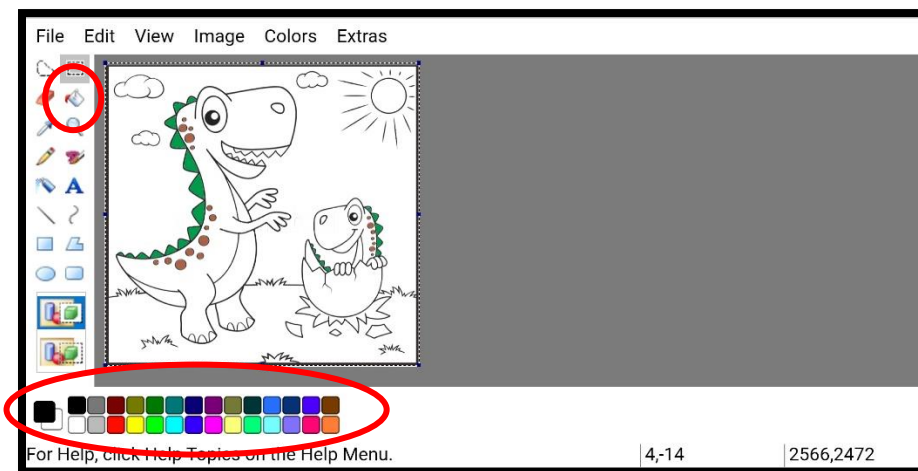 File Edit View Image Colors Extras
A
For Help, click Help Topics on the Help Menu.
4,-14
2566,2472